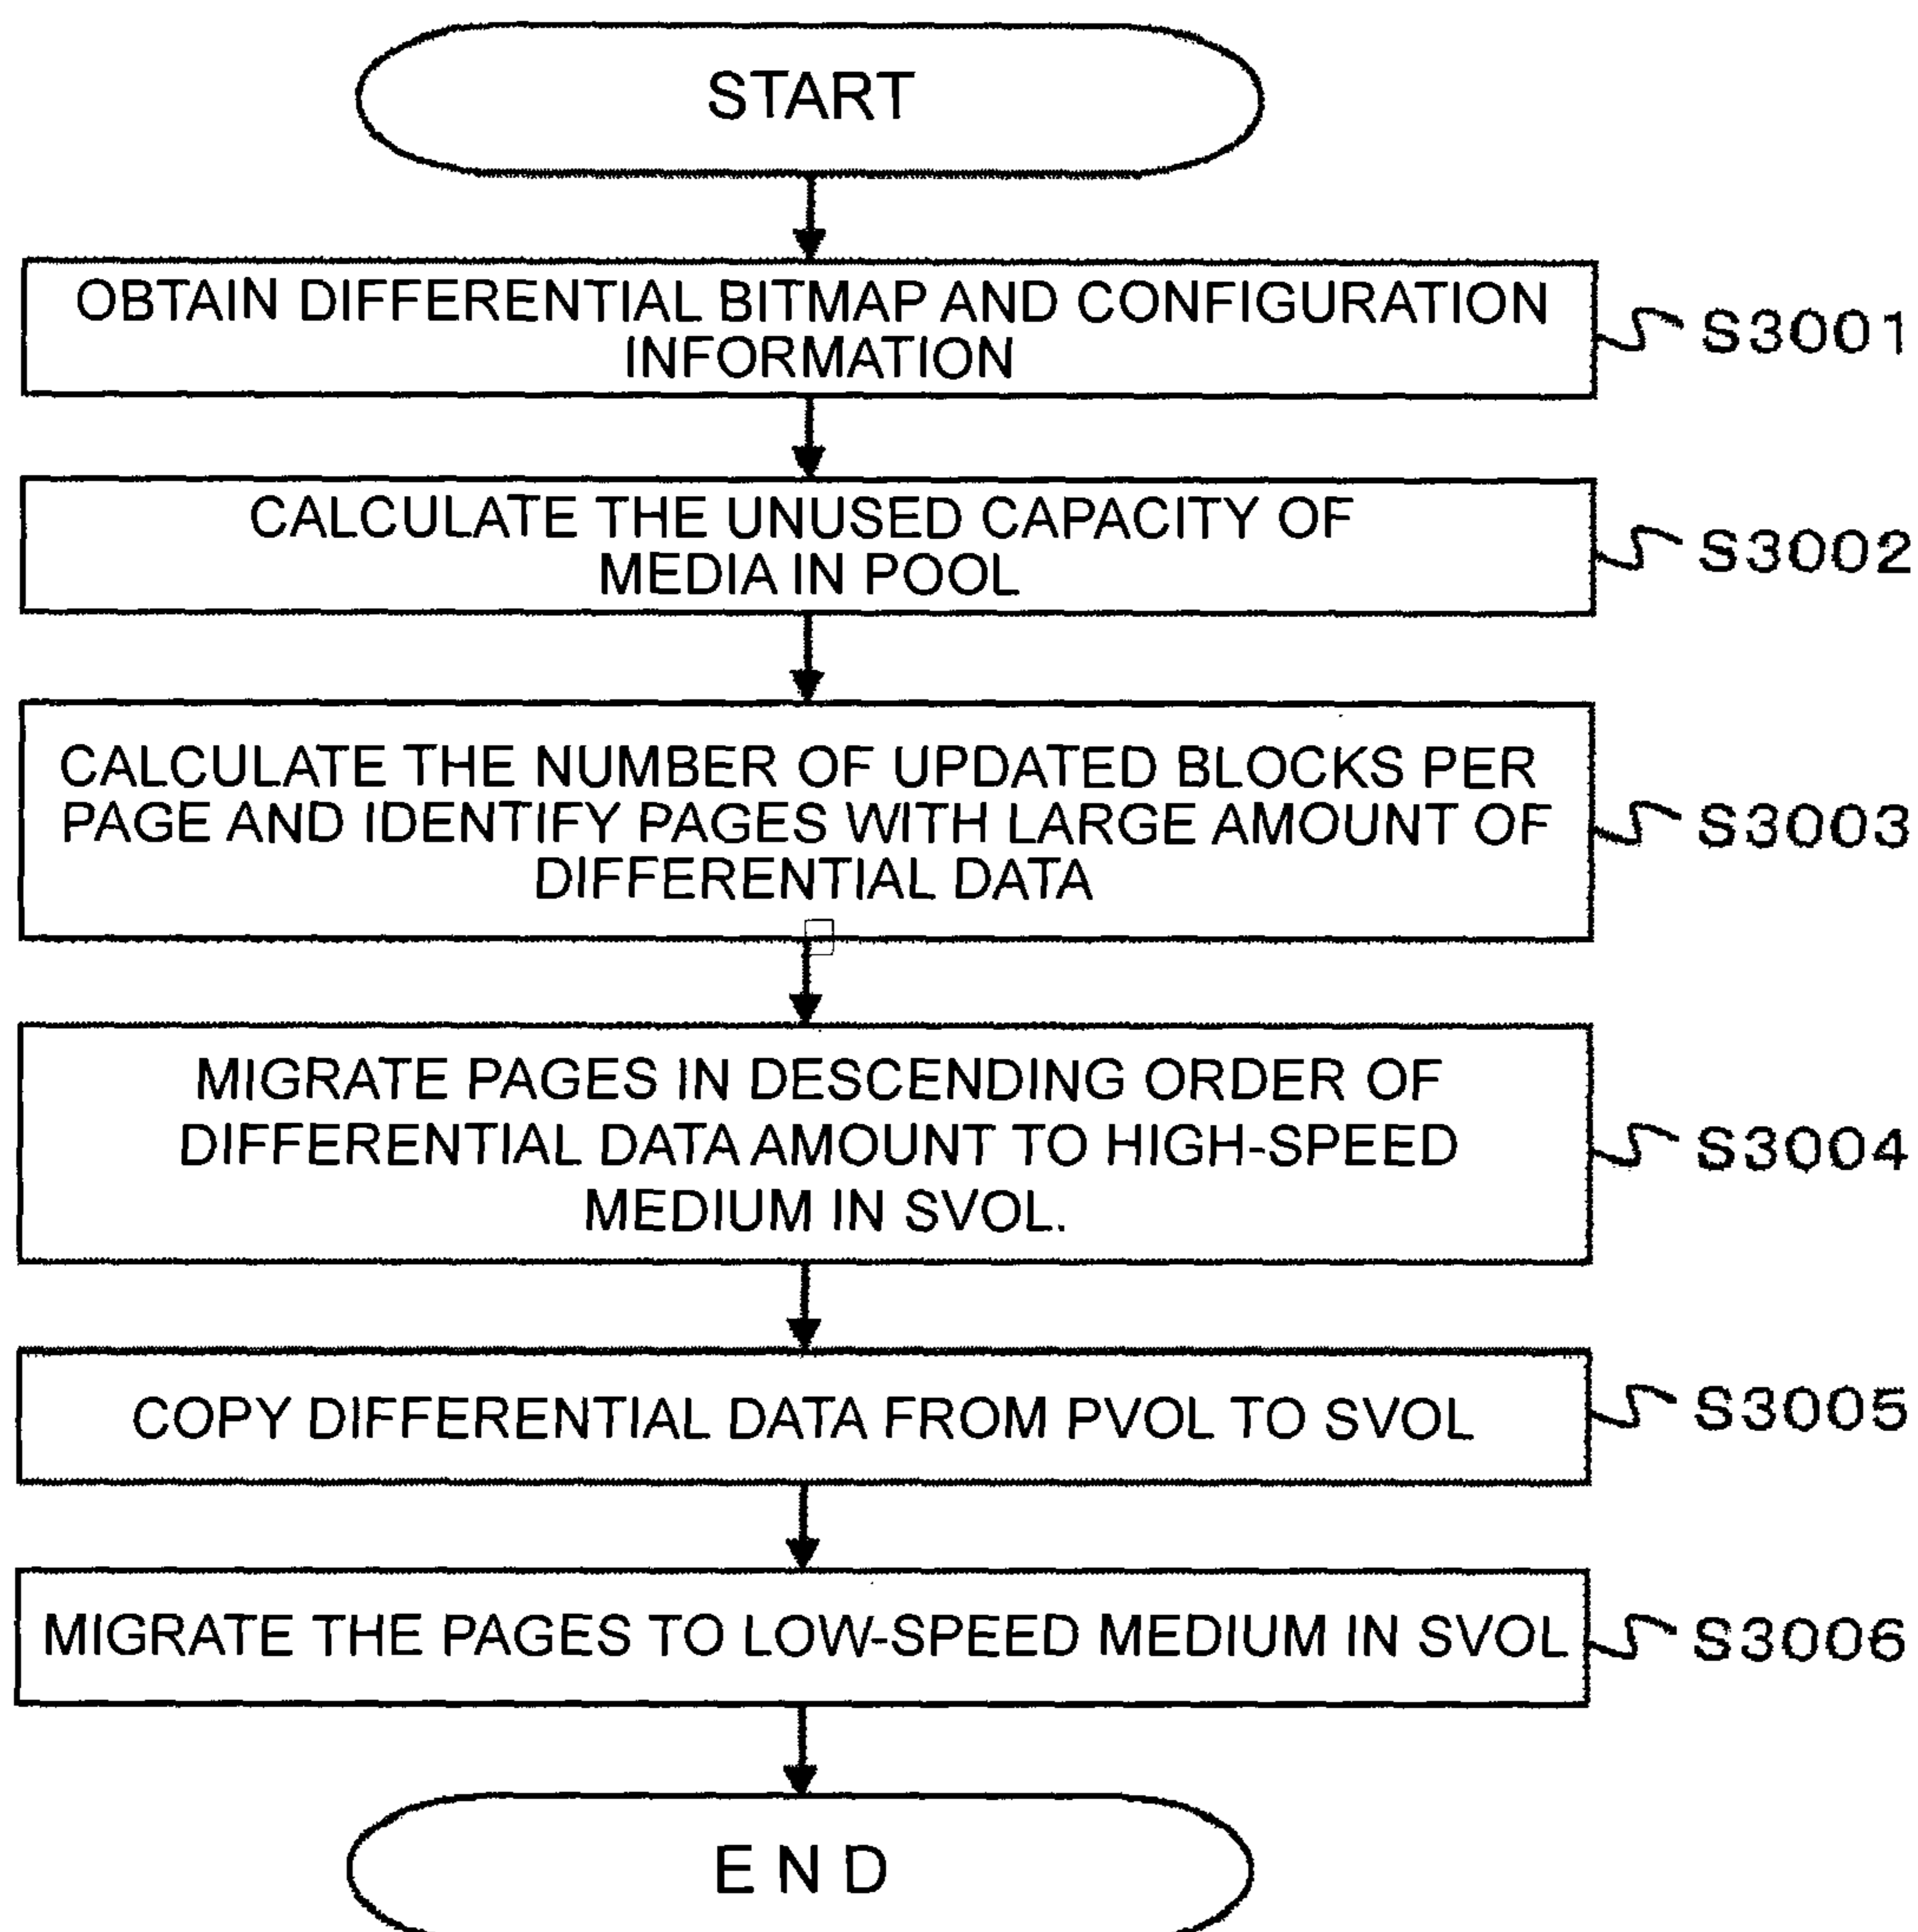 START
OBTAIN DIFFERENTIAL BITMAP AND CONFIGURATION
INFORMATION
S3001
CALCULATE THE UNUSED CAPACITY OF
MEDIA IN POOL
S3002
CALCULATE THE NUMBER OF UPDATED BLOCKS PER
PAGE AND IDENTIFY PAGES WITH LARGE AMOUNT OF
DIFFERENTIAL DATA
S3003
MIGRATE PAGES IN DESCENDING ORDER OF
DIFFERENTIAL DATA AMOUNT TO HIGH-SPEED
MEDIUM IN SVOL.
S3004
COPY DIFFERENTIAL DATA FROM PVOL TO SVOL
S3005
MIGRATE THE PAGES TO LOW-SPEED MEDIUM IN SVOL
S3006
END